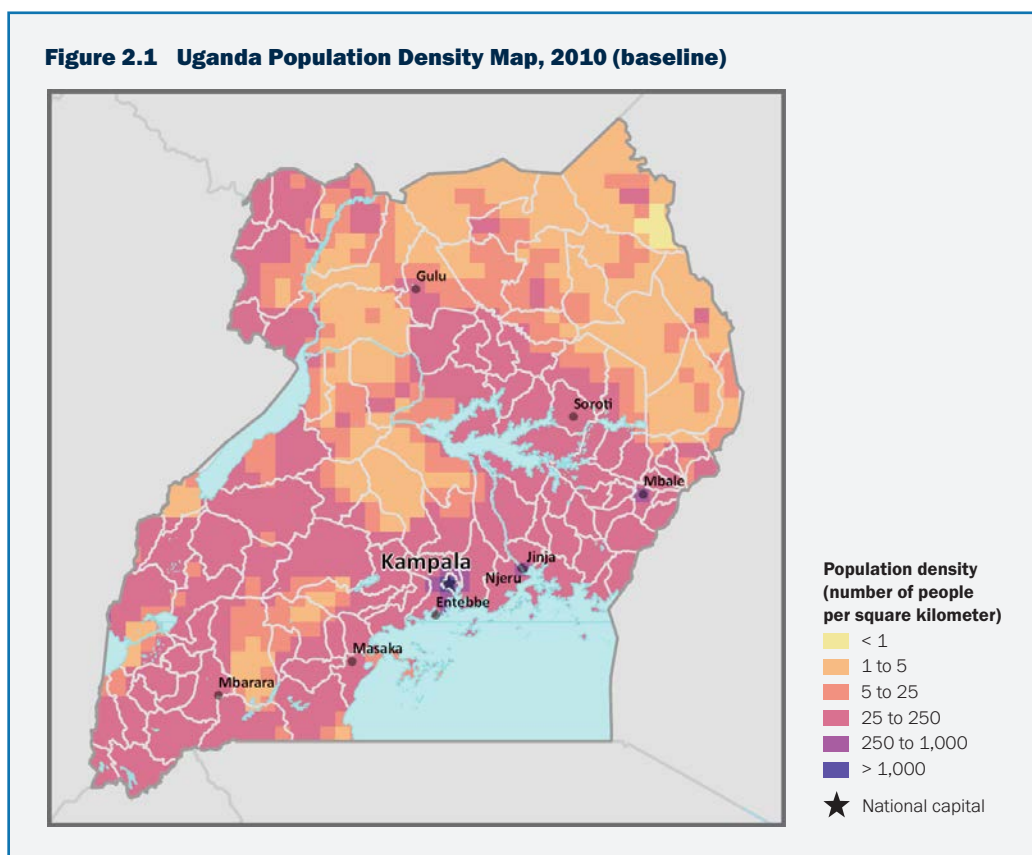 Figure 2.1 Uganda Population Density Map, 2010 (baseline)
Gulu
Soroti
Mbale
Kampala
Jinja
Njeru
Entebbe
Masaka
Mbarara
Population density
(number of people
per square kilometer)
< 1
1 to 5
5 to 25
25 to 250
250 to 1,000
> 1,000
National capital